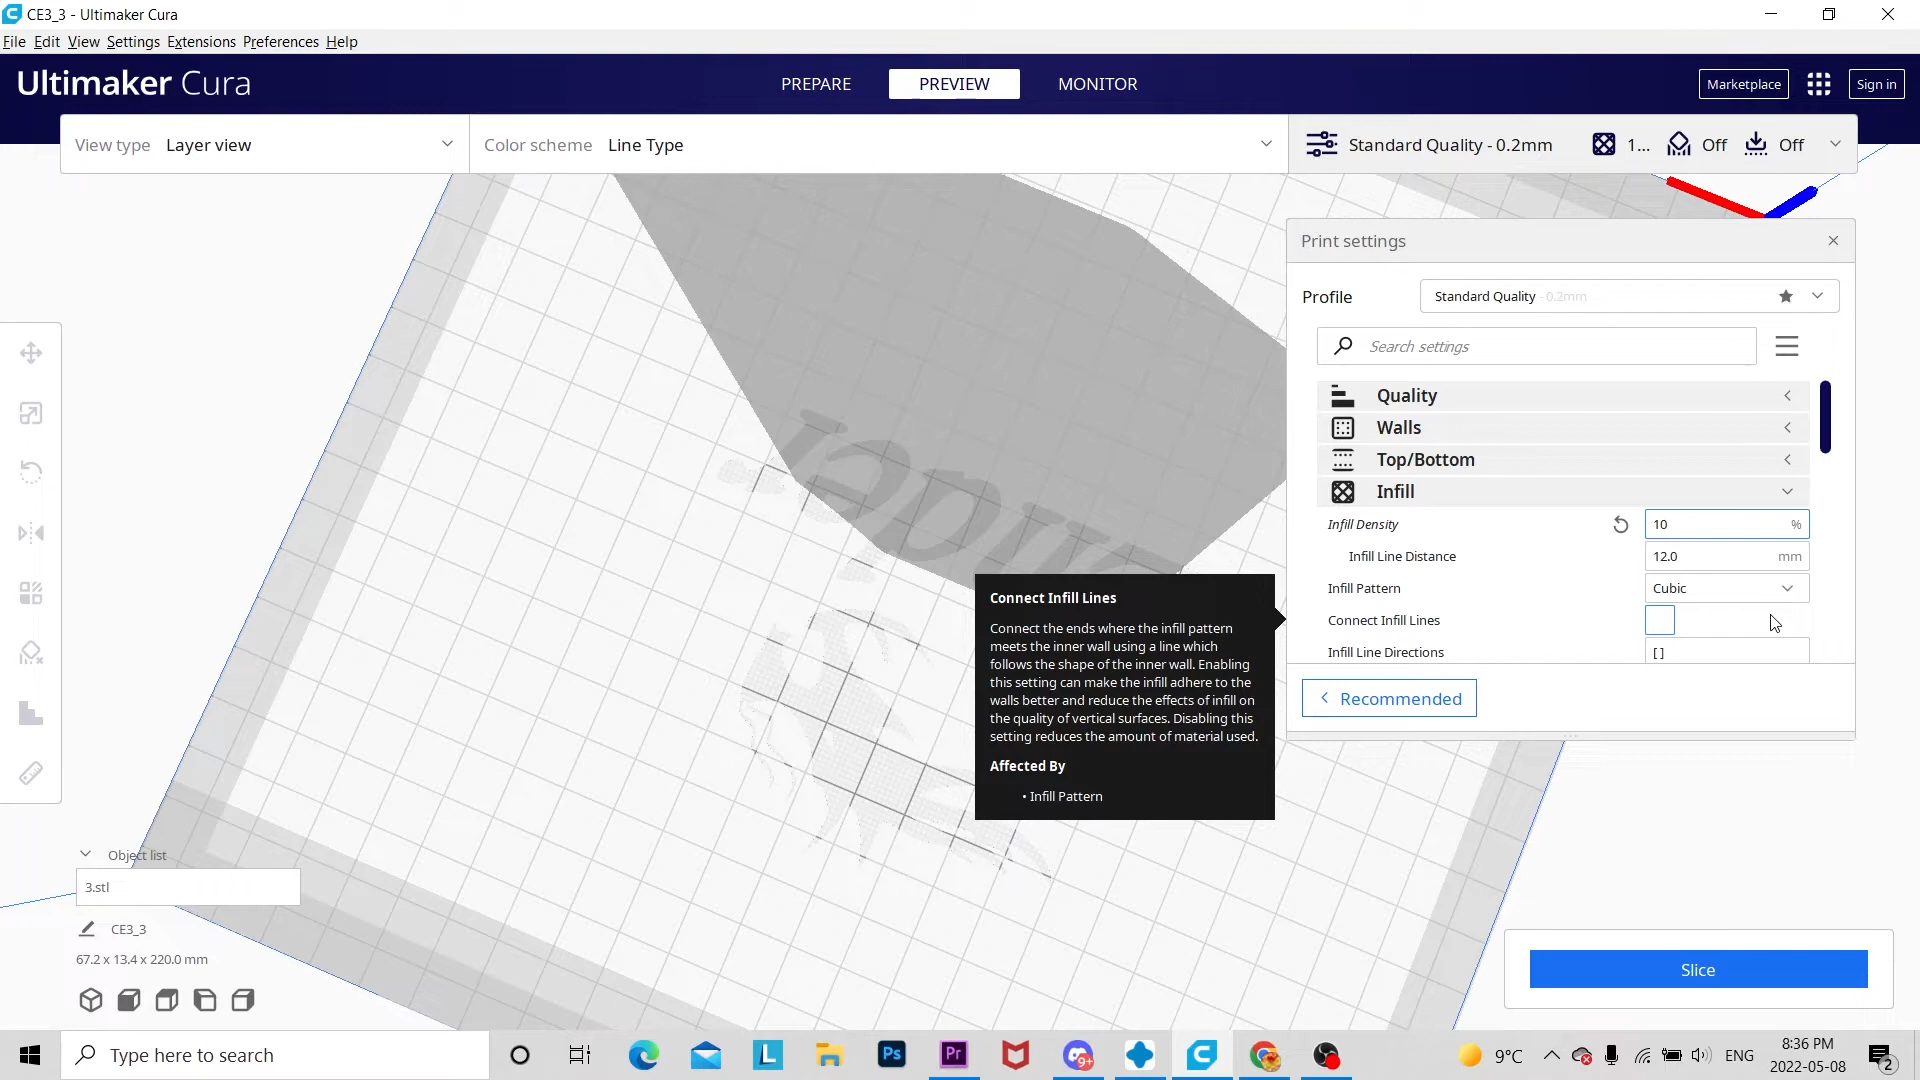 CE3_3 - Ultimaker Cura
File Edit View Settings Extensions Preferences Help
Ultimaker Cura
PREPARE PREVIEW MONITOR
Marketplace Sign in
View type Layer view
Color scheme Line Type
Standard Quality - 0.2mm 1... Off Off
Print settings
Profile Standard Quality - 0.2mm
Search settings
Quality
Walls
Top/Bottom
Infill
Infill Density 10 %
Infill Line Distance 12.0 mm
Infill Pattern Cubic
Connect Infill Lines
Infill Line Directions []
Recommended
Connect Infill Lines
Connect the ends where the infill pattern
meets the inner wall using a line which
follows the shape of the inner wall. Enabling
this setting can make the infill adhere to the
walls better and reduce the effects of infill on
the quality of vertical surfaces. Disabling this
setting reduces the amount of material used.
Affected By
• Infill Pattern
Object list
3.stl
CE3_3
67.2 x 13.4 x 220.0 mm
Slice
Type here to search
L
Ps
Pr
9+
9°C
ENG
8:36 PM
2022-05-08
2